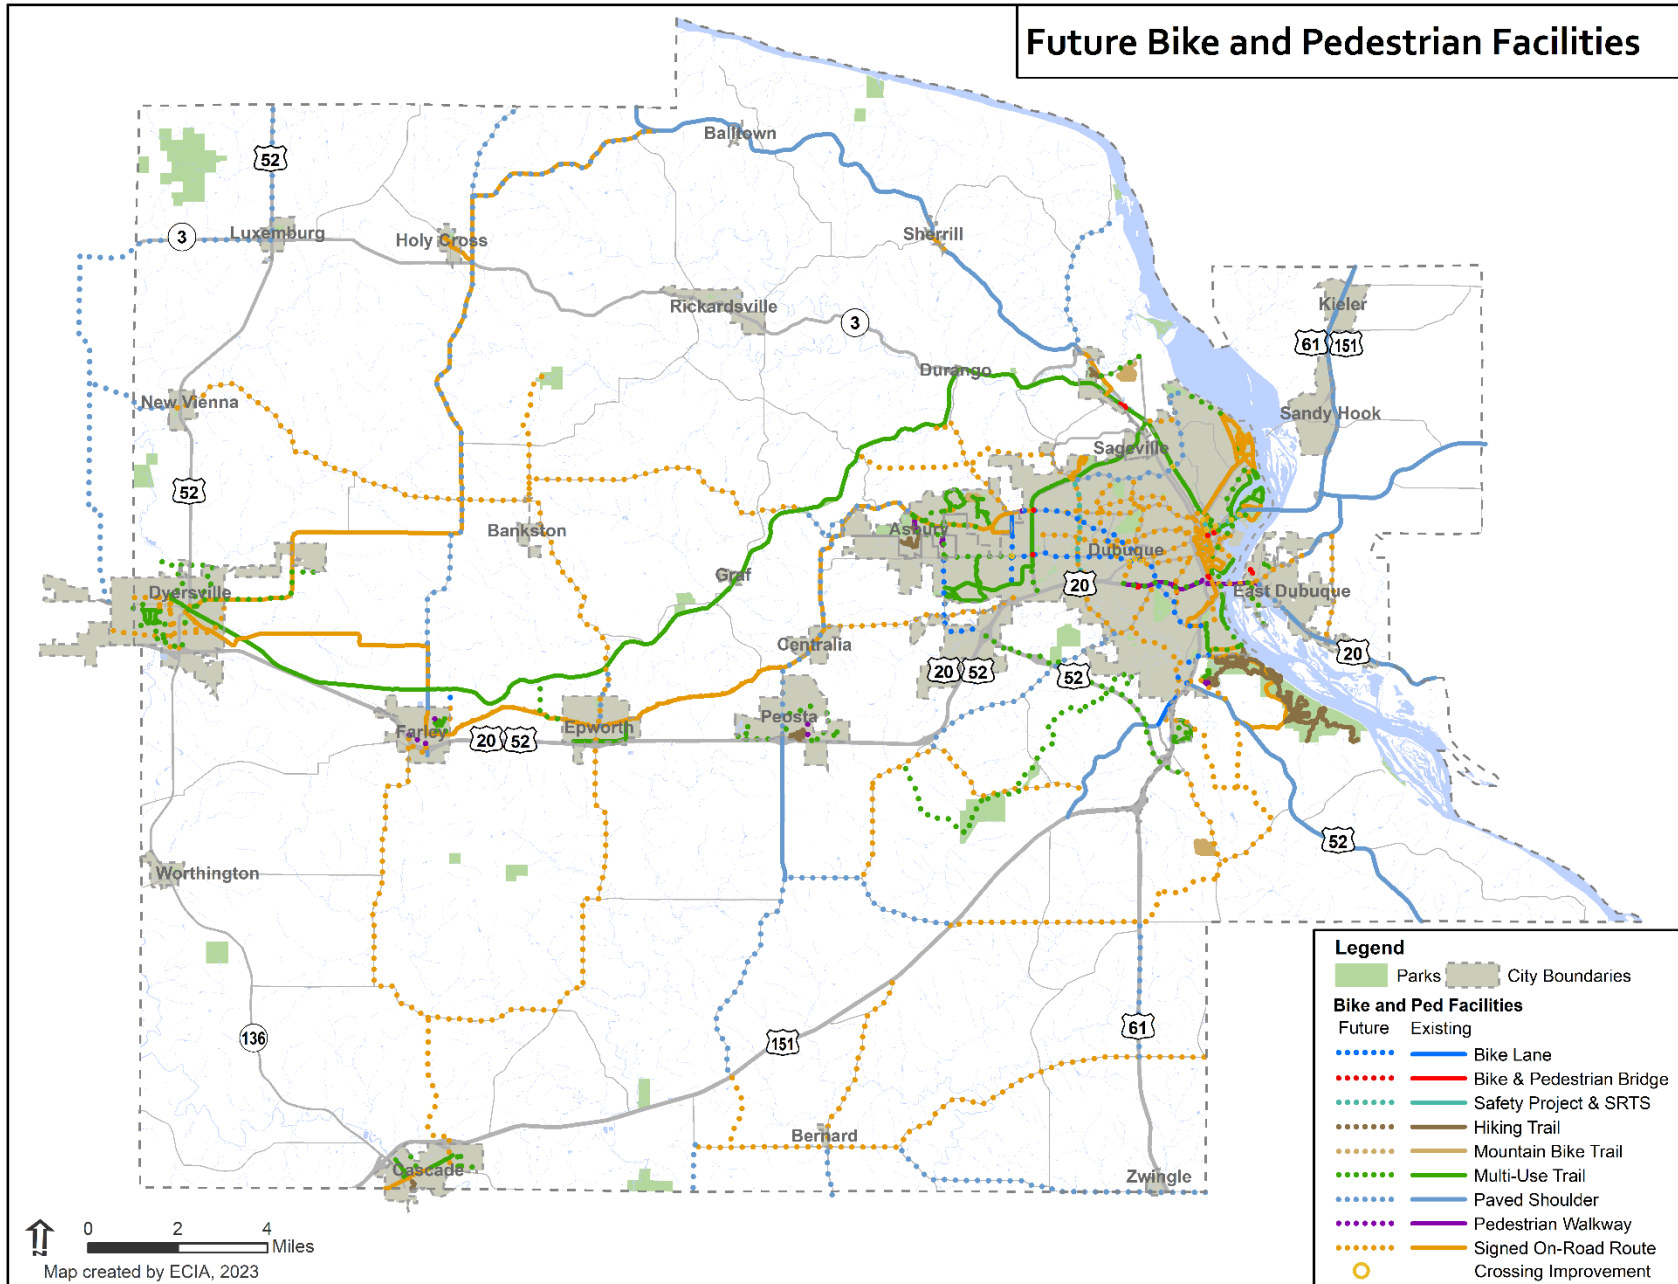 Future Bike and Pedestrian Facilities
Balltown
52
3
Luxemburg
Holy Cross
Sherrill
Rickardsville
3
Kieler
61 151
Durango
New Vienna
Sandy Hook
Sageville
52
Bankston
Asbury
Dubuque
Graf
20
Dyersville
East Dubuque
Centralia
20
20 52
52
Peosta
Farley
Epworth
20 52
52
Worthington
136
151
61
Bernard
Cascade
Zwingle
Legend
Parks City Boundaries
Bike and Ped Facilities
Future Existing
Bike Lane
Bike & Pedestrian Bridge
Safety Project & SRTS
Hiking Trail
Mountain Bike Trail
Multi-Use Trail
Paved Shoulder
Pedestrian Walkway
Signed On-Road Route
Crossing Improvement
N
0 2 4
Miles
Map created by ECIA, 2023